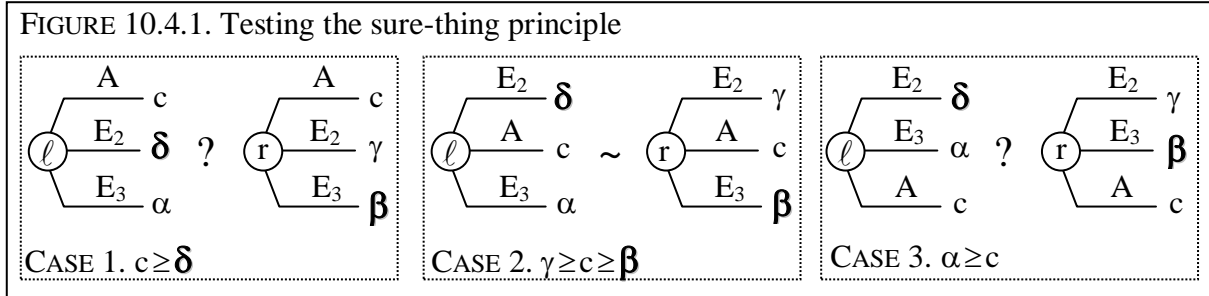 FIGURE 10.4.1. Testing the sure-thing principle
A
c
ℓ
E₂
δ
E₃
α
?
A
c
r
E₂
γ
E₃
β
CASE 1. c ≥ δ
E₂
δ
ℓ
A
c
E₃
α
~
E₂
γ
r
A
c
E₃
β
CASE 2. γ ≥ c ≥ β
E₂
δ
ℓ
E₃
α
A
c
?
E₂
γ
r
E₃
β
A
c
CASE 3. α ≥ c